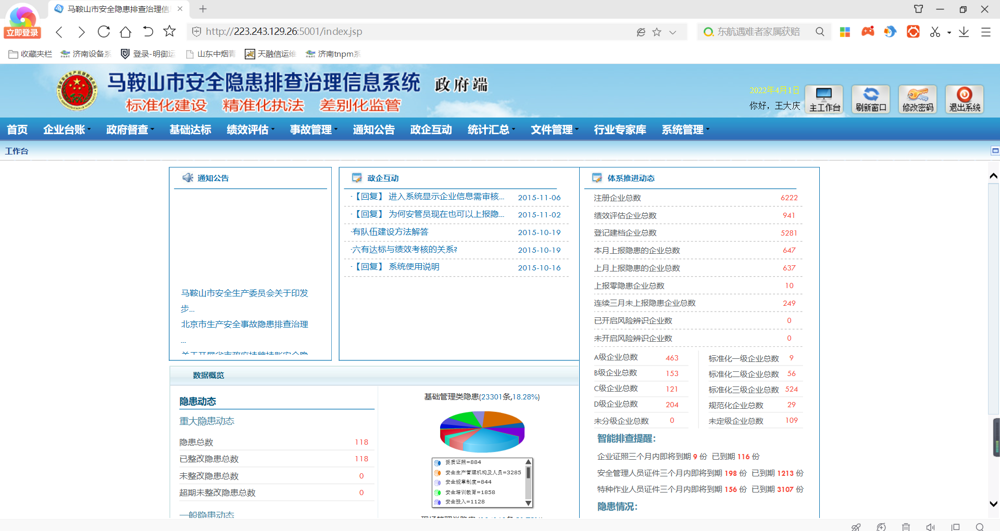 马鞍山市安全隐患排查治理信
立即登录
http://223.243.129.26:5001/index.jsp
东航遇难者家属获赔
收藏夹栏
济南设备系
登录-明御运
山东中烟青
天融信运维
济南tnpm系
马鞍山市安全隐患排查治理信息系统 政府端
标准化建设 精准化执法 差别化监管
2022年4月1日
你好，王大庆
主工作台
刷新窗口
修改密码
退出系统
首页 企业台账 政府督查 基础达标 绩效评估 事故管理 通知公告 政企互动 统计汇总 文件管理 行业专家库 系统管理
工作台
通知公告
马鞍山市安全生产委员会关于印发
步...
北京市生产安全事故隐患排查治理
...
政企互动
·【回复】 进入系统显示企业信息需审核... 2015-11-06
·【回复】 为何安管员现在也可以上报隐... 2015-11-02
·有队伍建设方法解答 2015-10-19
·六有达标与绩效考核的关系? 2015-10-19
·【回复】 系统使用说明 2015-10-16
体系推进动态
注册企业总数 6222
绩效评估企业总数 941
登记建档企业总数 5281
本月上报隐患的企业总数 647
上月上报隐患的企业总数 637
上报零隐患企业总数 10
连续三月未上报隐患企业总数 249
已开启风险辨识企业数 0
未开启风险辨识企业数 0
A级企业总数 463
B级企业总数 153
C级企业总数 121
D级企业总数 204
未分级企业总数 0
标准化一级企业总数 9
标准化二级企业总数 56
标准化三级企业总数 524
规范化企业总数 29
未定级企业总数 109
智能排查提醒:
企业证照三个月内即将到期 9 份 已到期 116 份
安全管理人员证件三个月内即将到期 198 份 已到期 1213 份
特种作业人员证件三个月内即将到期 156 份 已到期 3107 份
隐患情况:
数据概览
隐患动态
重大隐患动态
隐患总数 118
已整改隐患总数 118
未整改隐患总数 0
超期未整改隐患总数 0
一般隐患动态
基础管理类隐患(23301条,18.28%)
资质证照=884
安全生产管理机构及人员=3285
安全规章制度=844
安全培训教育=1858
安全投入=1128